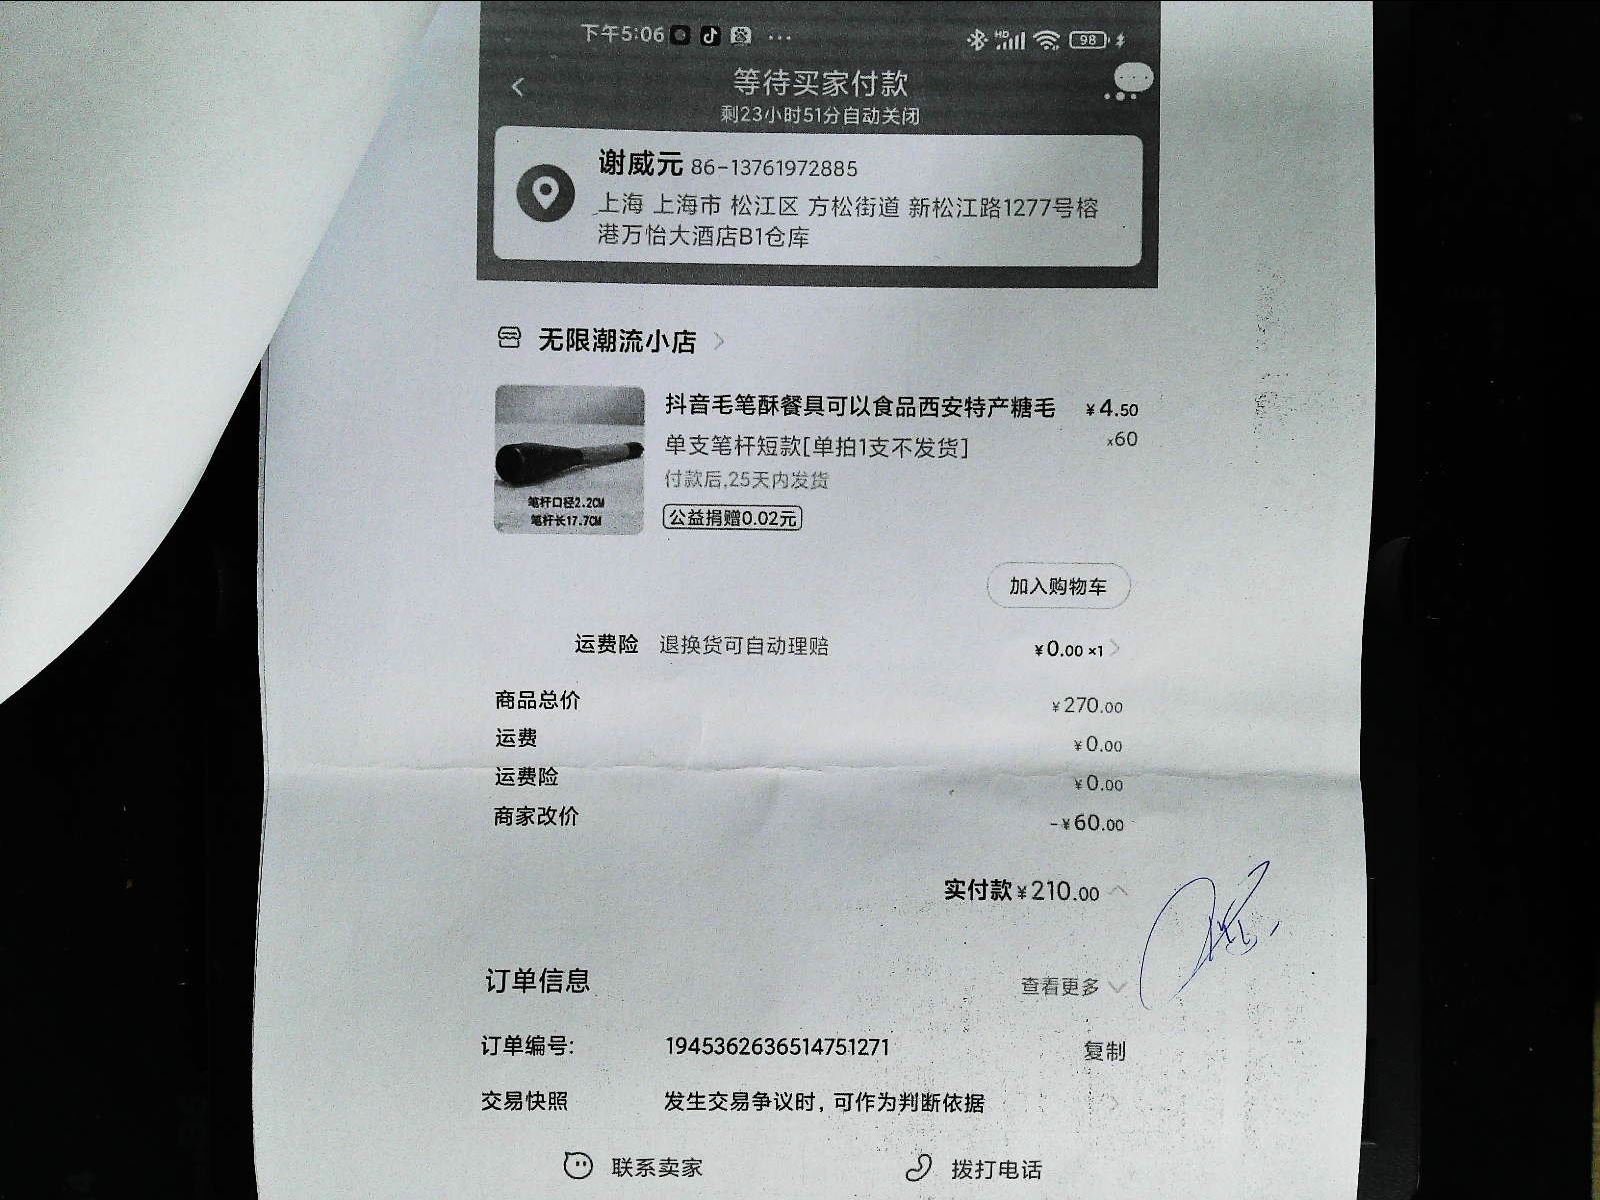 下午5:06 ...
HD 98
等待买家付款
剩23小时51分自动关闭
谢威元 86-13761972885
上海 上海市 松江区 方松街道 新松江路1277号榕
港万怡大酒店B1仓库
无限潮流小店 >
抖音毛笔酥餐具可以食品西安特产糖毛 ¥4.50
单支笔杆短款[单拍1支不发货] x60
付款后,25天内发货
公益捐赠0.02元
笔杆口径2.2CM
笔杆长17.7CM
加入购物车
运费险 退换货可自动理赔 ¥0.00 x1 >
商品总价 ¥270.00
运费 ¥0.00
运费险 ¥0.00
商家改价 -¥60.00
实付款¥210.00
订单信息 查看更多
订单编号: 1945362636514751271 复制
交易快照 发生交易争议时,可作为判断依据
联系卖家 拨打电话